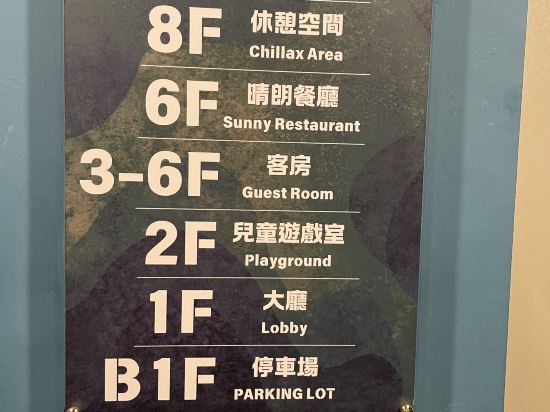 8F 休憩空間
Chillax Area
6F 晴朗餐廳
Sunny Restaurant
3-6F 客房
Guest Room
2F 兒童遊戲室
Playground
1F 大廳
Lobby
B1F 停車場
PARKING LOT